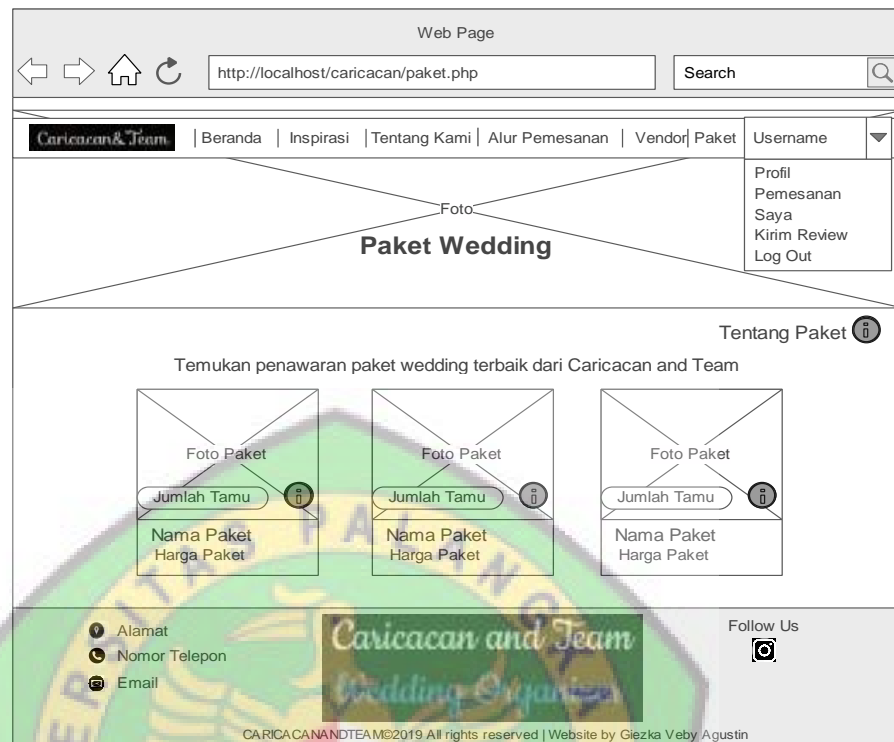 Web Page
http://localhost/caricacan/paket.php
Search
Caricacan&Team
Beranda | Inspirasi | Tentang Kami | Alur Pemesanan | Vendor | Paket
Username
Profil
Pemesanan
Saya
Kirim Review
Log Out
Foto
Paket Wedding
Tentang Paket
Temukan penawaran paket wedding terbaik dari Caricacan and Team
Foto Paket
Jumlah Tamu
Nama Paket
Harga Paket
Foto Paket
Jumlah Tamu
Nama Paket
Harga Paket
Foto Paket
Jumlah Tamu
Nama Paket
Harga Paket
Alamat
Nomor Telepon
Email
Caricacan and Team
Wedding Organizer
Follow Us
CARICACANANDTEAM©2019 All rights reserved | Website by Giezka Veby Agustin